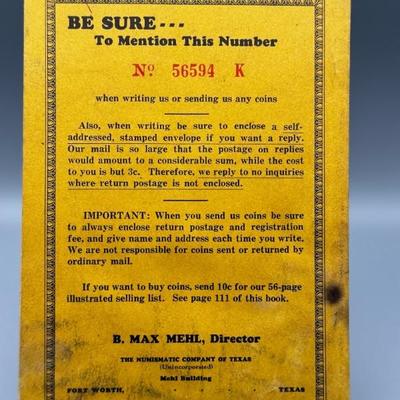 BE SURE---
To Mention This Number
Nº 56594 K
when writing us or sending us any coins
Also, when writing be sure to enclose a self-
addressed, stamped envelope if you want a reply.
Our mail is so large that the postage on replies
would amount to a considerable sum, while the cost
to you is but 3c. Therefore, we reply to no inquiries
where return postage is not enclosed.
IMPORTANT: When you send us coins be sure
to always enclose return postage and registration
fee, and give name and address each time you write.
We are not responsible for coins sent or returned by
ordinary mail.
If you want to buy coins, send 10c for our 56-page
illustrated selling list. See page 111 of this book.
B. MAX MEHL, Director
THE NUMISMATIC COMPANY OF TEXAS
(Unincorporated)
Mehl Building
FORT WORTH, - - - - TEXAS